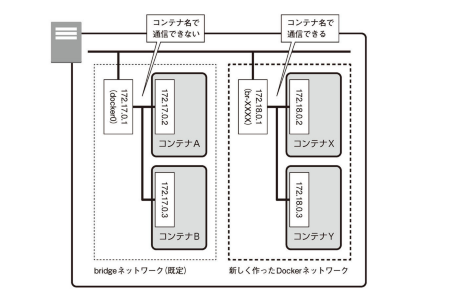 コンテナ名で
通信できない
コンテナ名で
通信できる
172.17.0.1
(docker0)
172.17.0.2
コンテナA
172.17.0.3
コンテナB
172.18.0.1
(br-XXXX)
172.18.0.2
コンテナX
172.18.0.3
コンテナY
bridgeネットワーク(既定)
新しく作ったDockerネットワーク